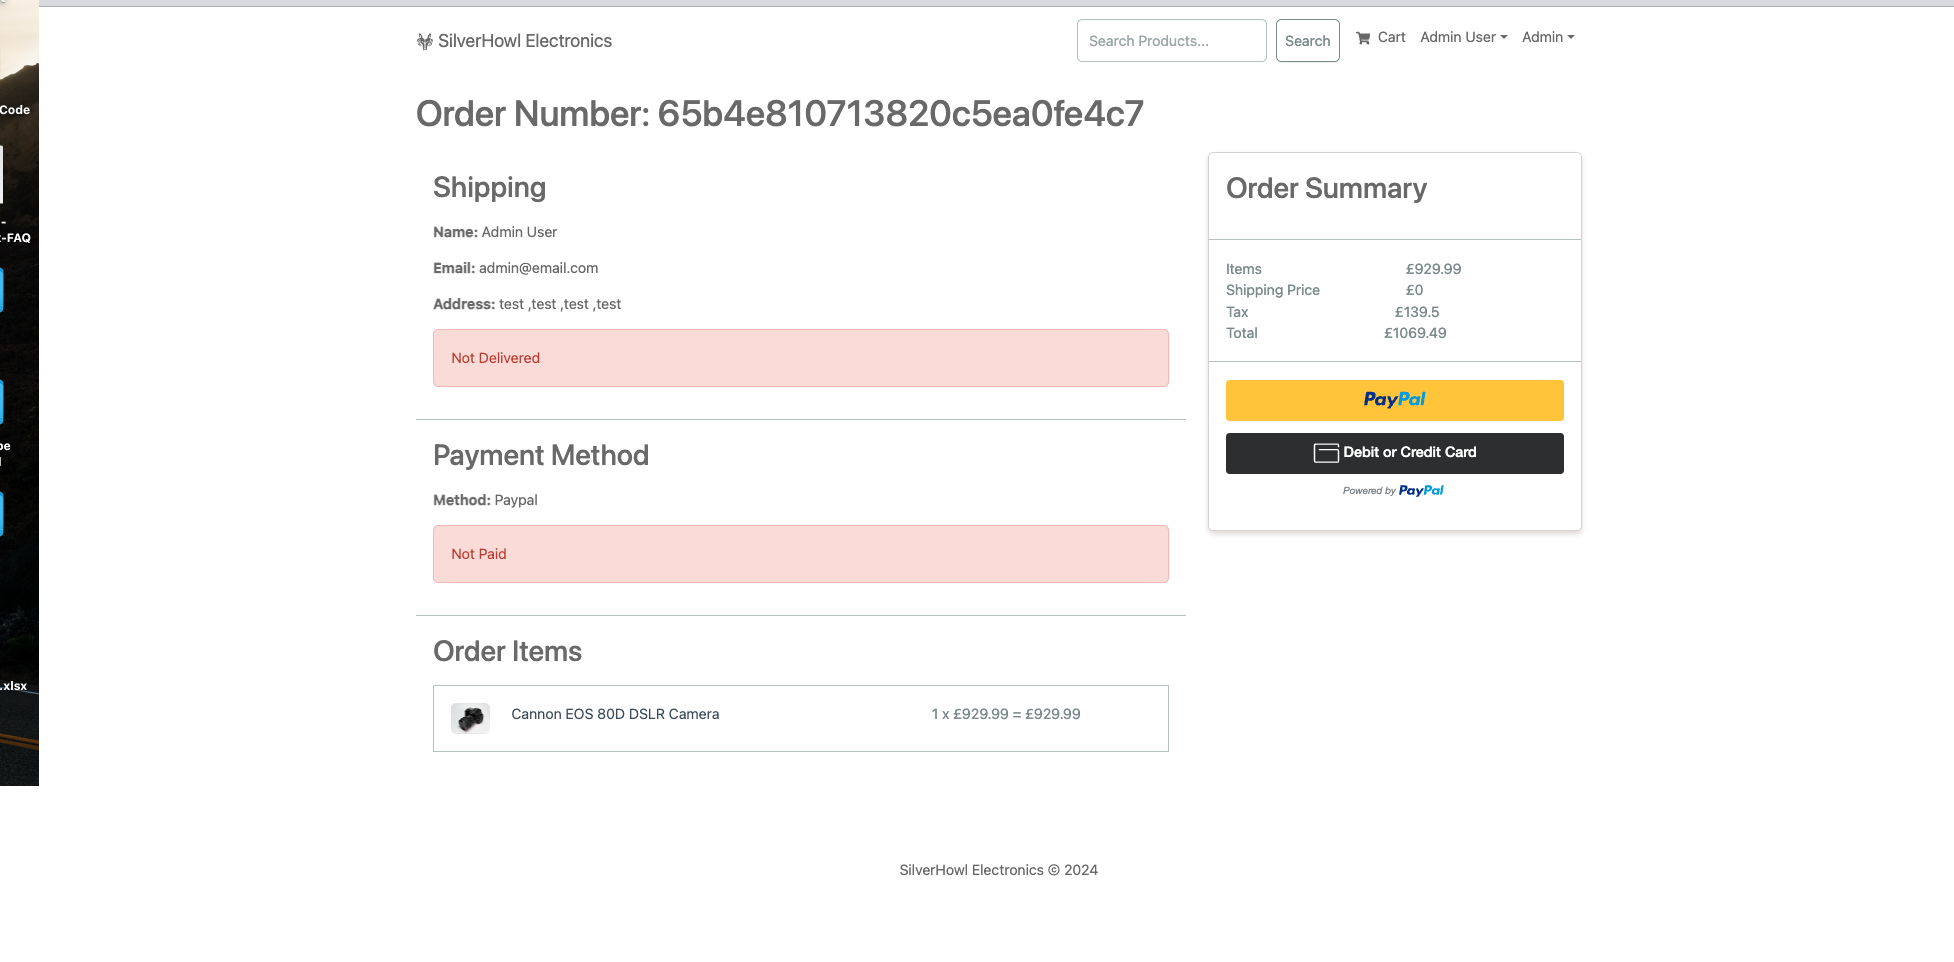 SilverHowl Electronics
Search Products...
Search
Cart
Admin User
Admin
Order Number: 65b4e810713820c5ea0fe4c7
Shipping
Name: Admin User
Email: admin@email.com
Address: test ,test ,test ,test
Not Delivered
Payment Method
Method: Paypal
Not Paid
Order Items
Cannon EOS 80D DSLR Camera
1 x £929.99 = £929.99
Order Summary
Items £929.99
Shipping Price £0
Tax £139.5
Total £1069.49
PayPal
Debit or Credit Card
Powered by PayPal
SilverHowl Electronics © 2024
Code
-FAQ
.xlsx